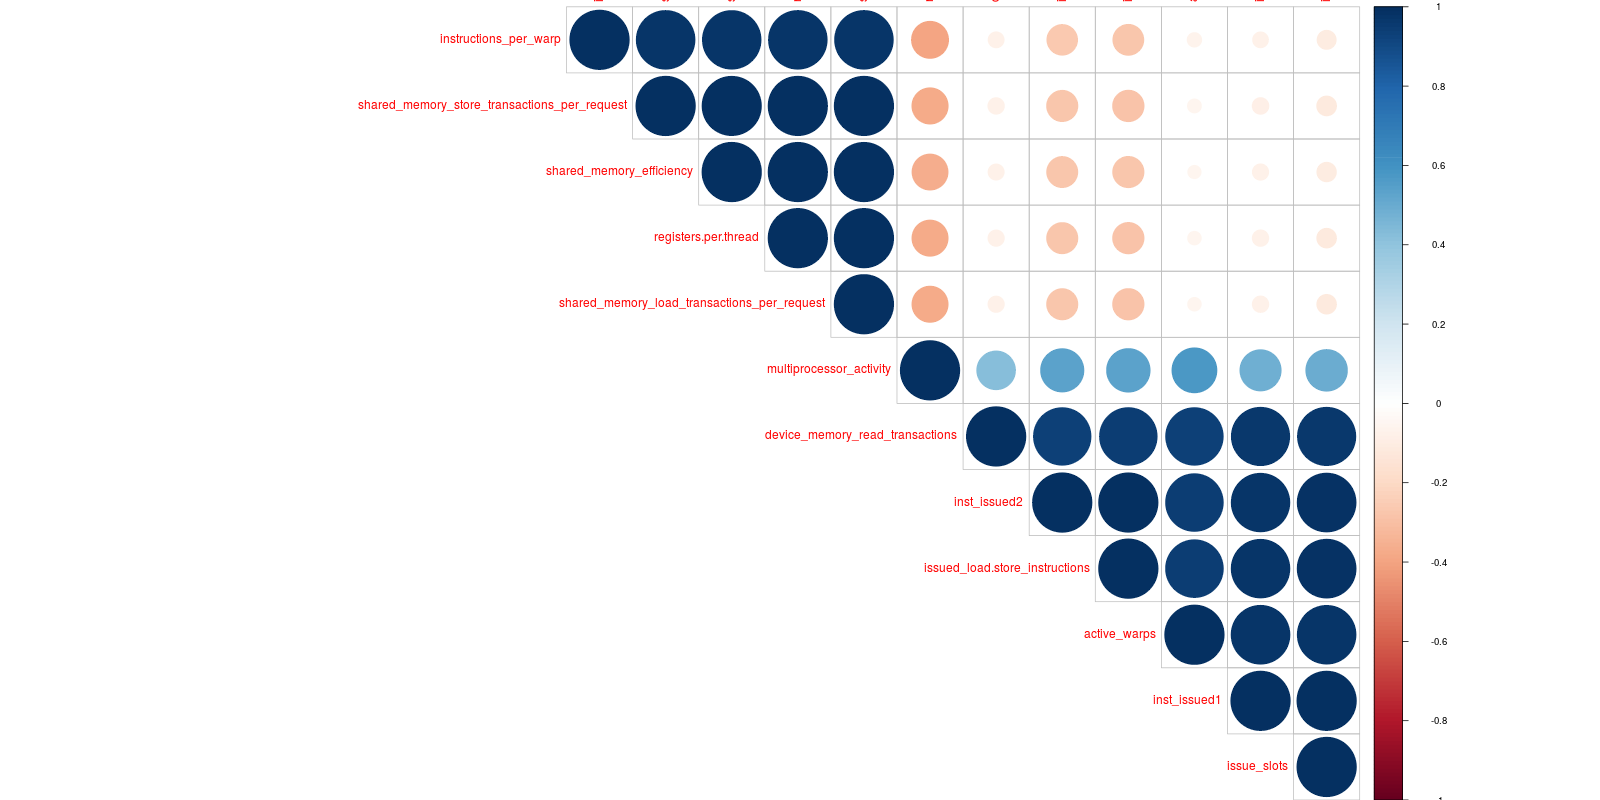 instructions_per_warp
shared_memory_store_transactions_per_request
shared_memory_efficiency
registers.per.thread
shared_memory_load_transactions_per_request
multiprocessor_activity
device_memory_read_transactions
inst_issued2
issued_load.store_instructions
active_warps
inst_issued1
issue_slots
1
0.8
0.6
0.4
0.2
0
-0.2
-0.4
-0.6
-0.8